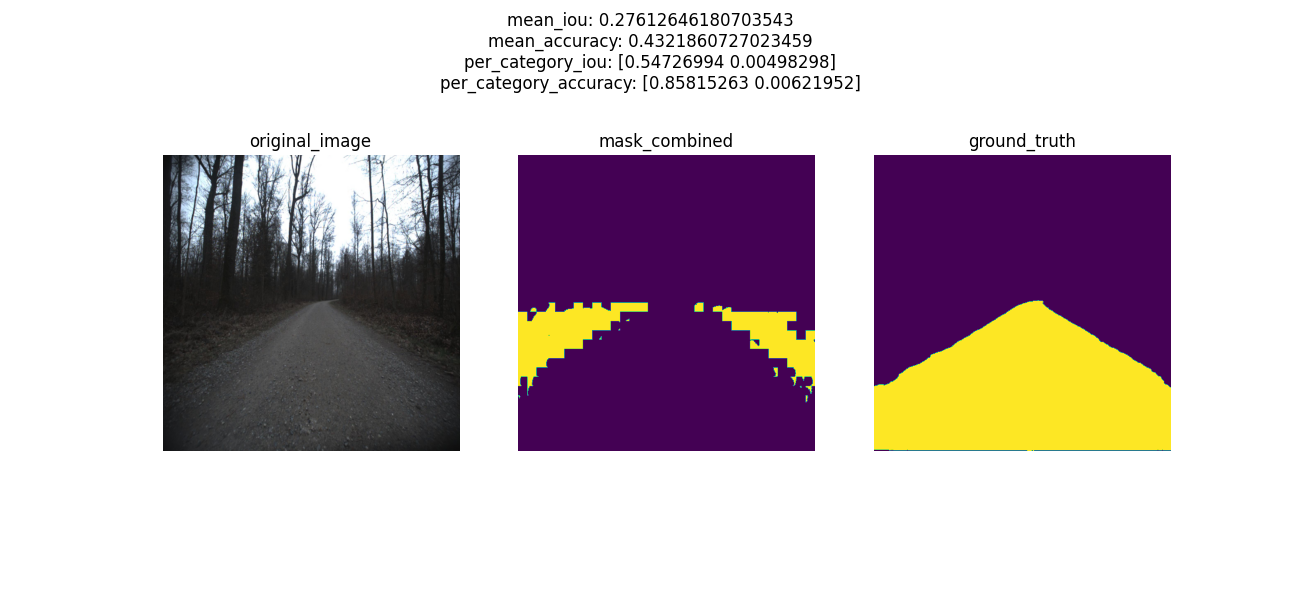 mean_iou: 0.27612646180703543
mean_accuracy: 0.4321860727023459
per_category_iou: [0.54726994 0.00498298]
per_category_accuracy: [0.85815263 0.00621952]
original_image
mask_combined
ground_truth